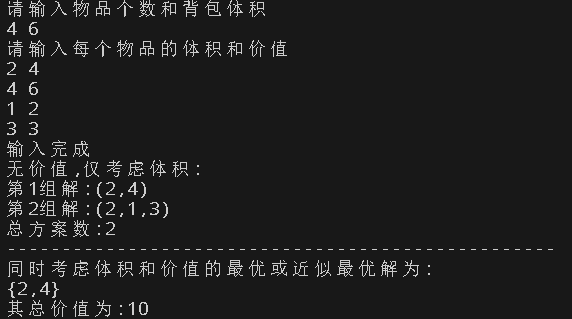 请输入物品个数和背包体积
4 6
请输入每个物品的体积和价值
2 4
4 6
1 2
3 3
输入完成
无价值,仅考虑体积:
第1组解:(2,4)
第2组解:(2,1,3)
总方案数:2
-------------------------------------------------------
同时考虑体积和价值的最优或近似最优解为:
{2,4}
其总价值为:10